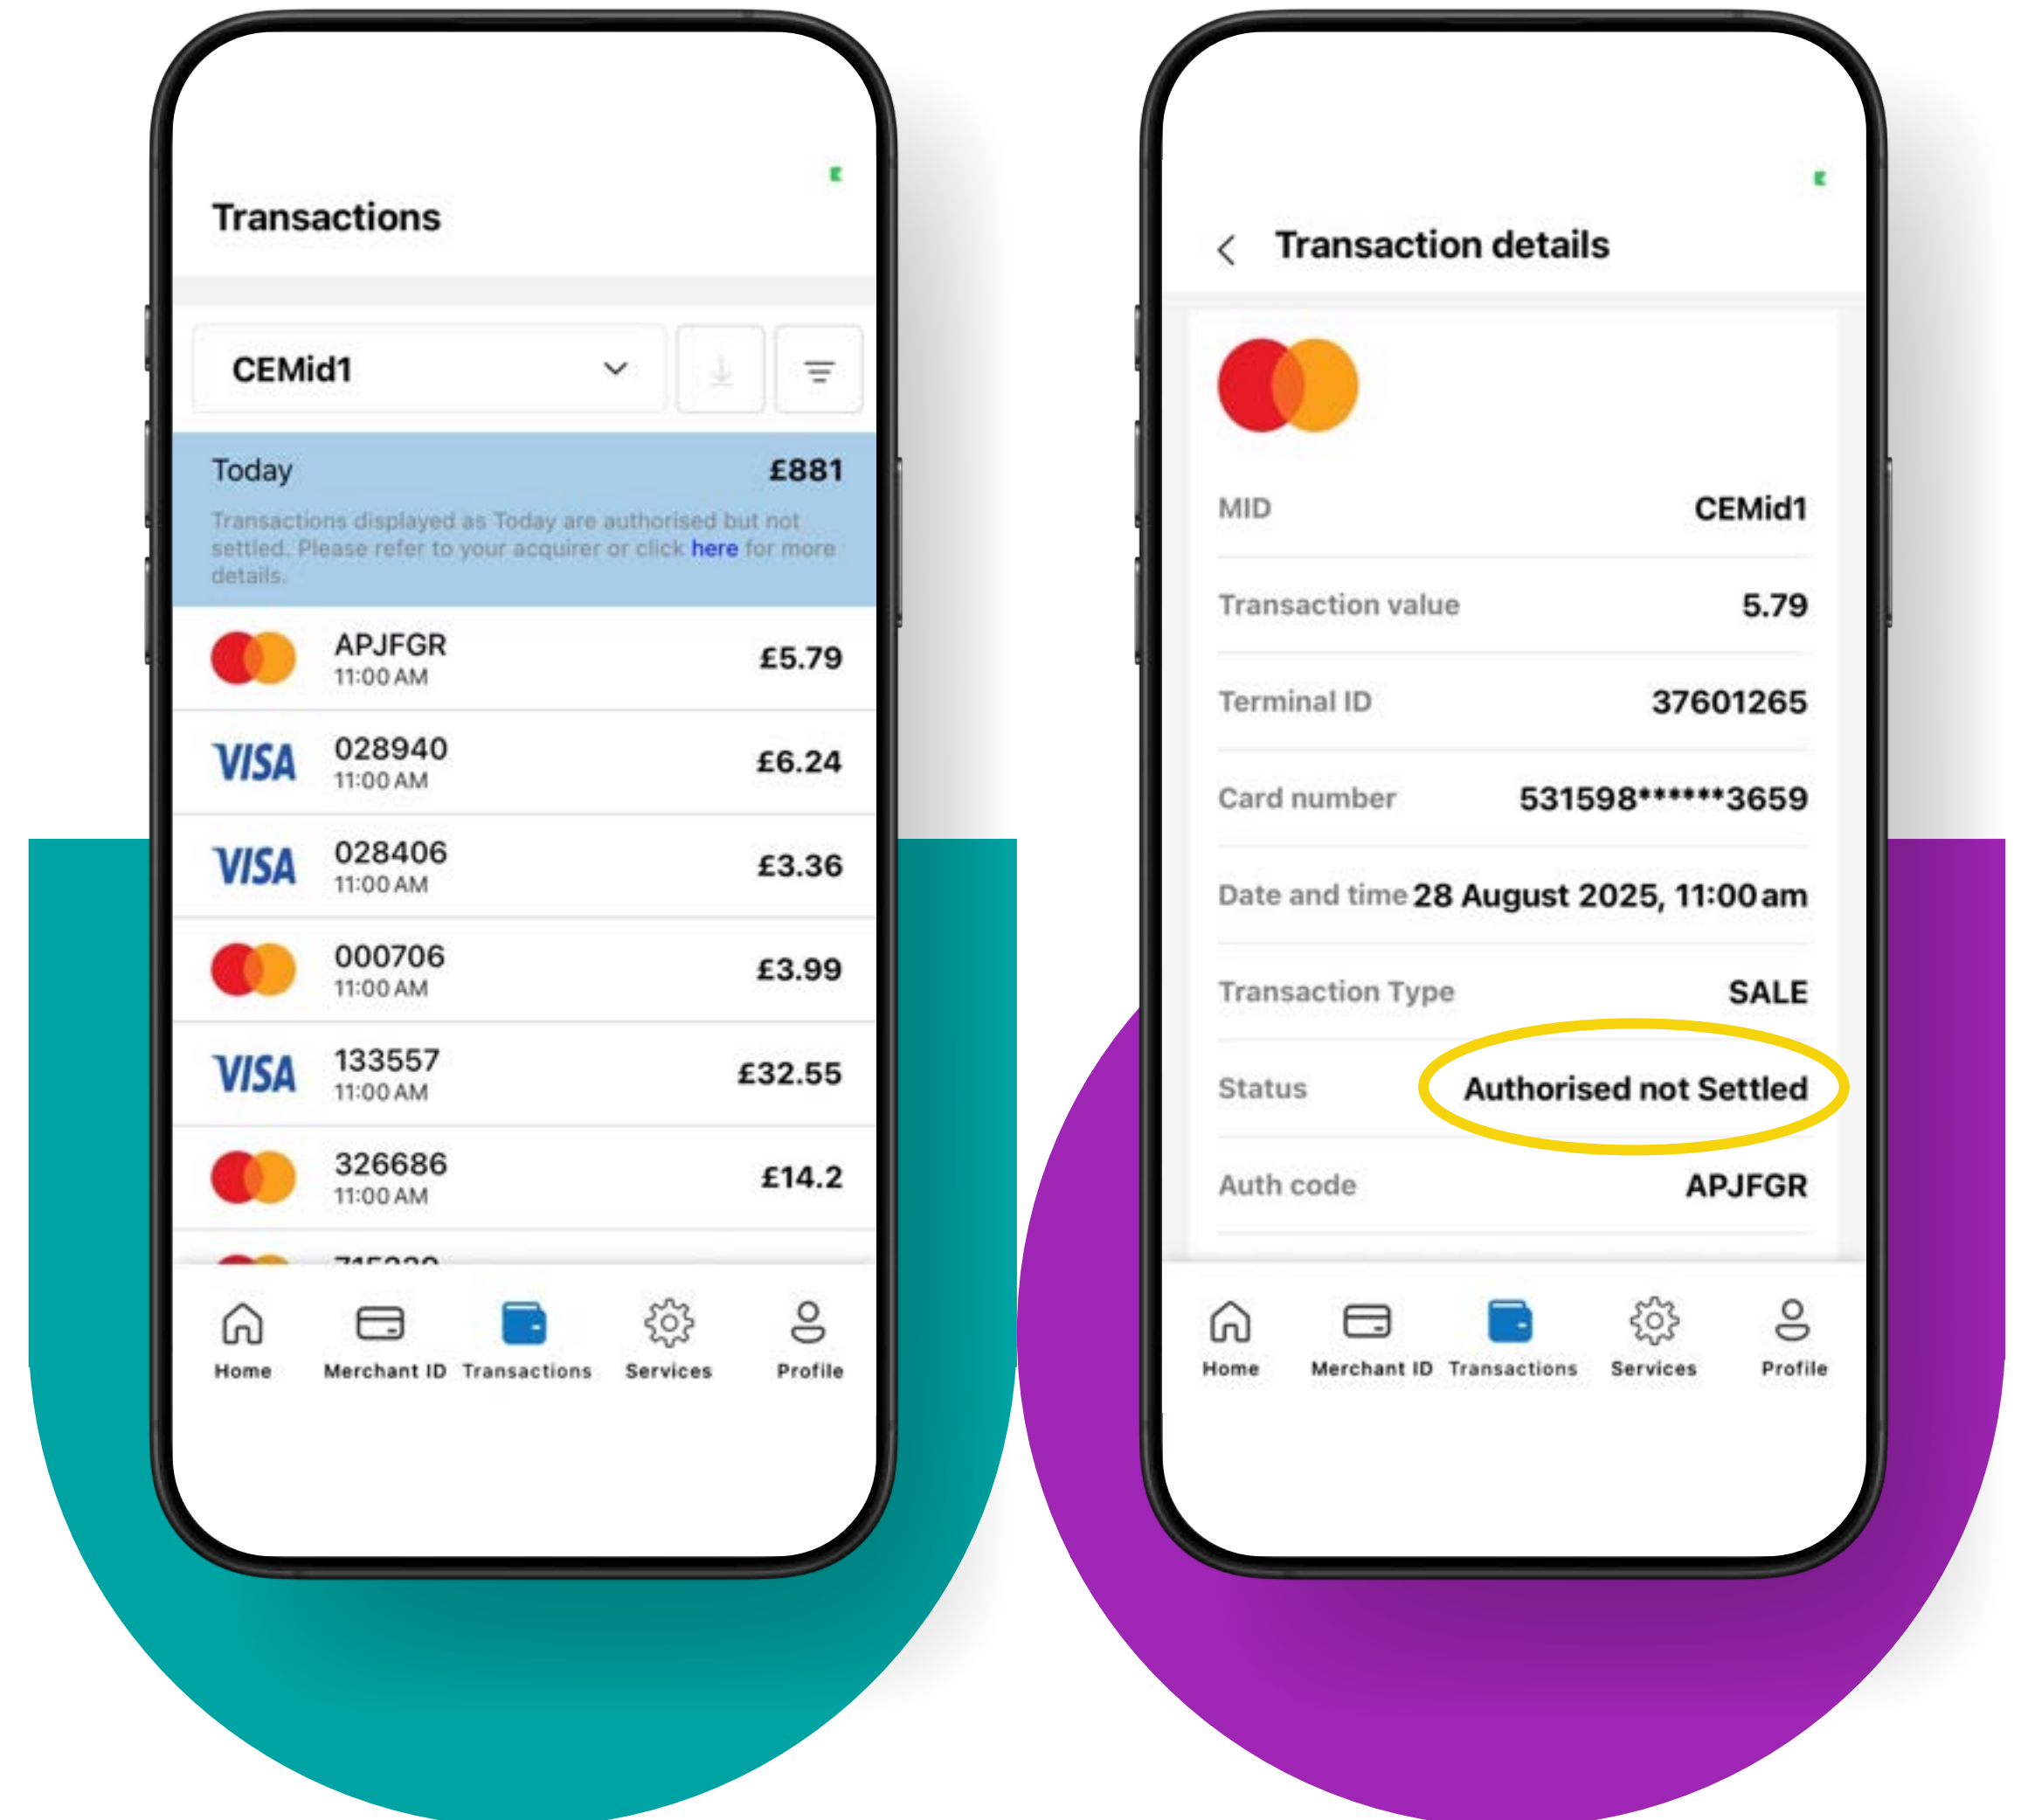 Transactions
CEMid1
Today £881
Transactions displayed as Today are authorised but not
settled. Please refer to your acquirer or click here for more
details.
APJFGR
11:00 AM
£5.79
VISA
028940
11:00 AM
£6.24
VISA
028406
11:00 AM
£3.36
000706
11:00 AM
£3.99
VISA
133557
11:00 AM
£32.55
326686
11:00 AM
£14.2
Home Merchant ID Transactions Services Profile
Transaction details
MID CEMid1
Transaction value 5.79
Terminal ID 37601265
Card number 531598******3659
Date and time 28 August 2025, 11:00 am
Transaction Type SALE
Status Authorised not Settled
Auth code APJFGR
Home Merchant ID Transactions Services Profile